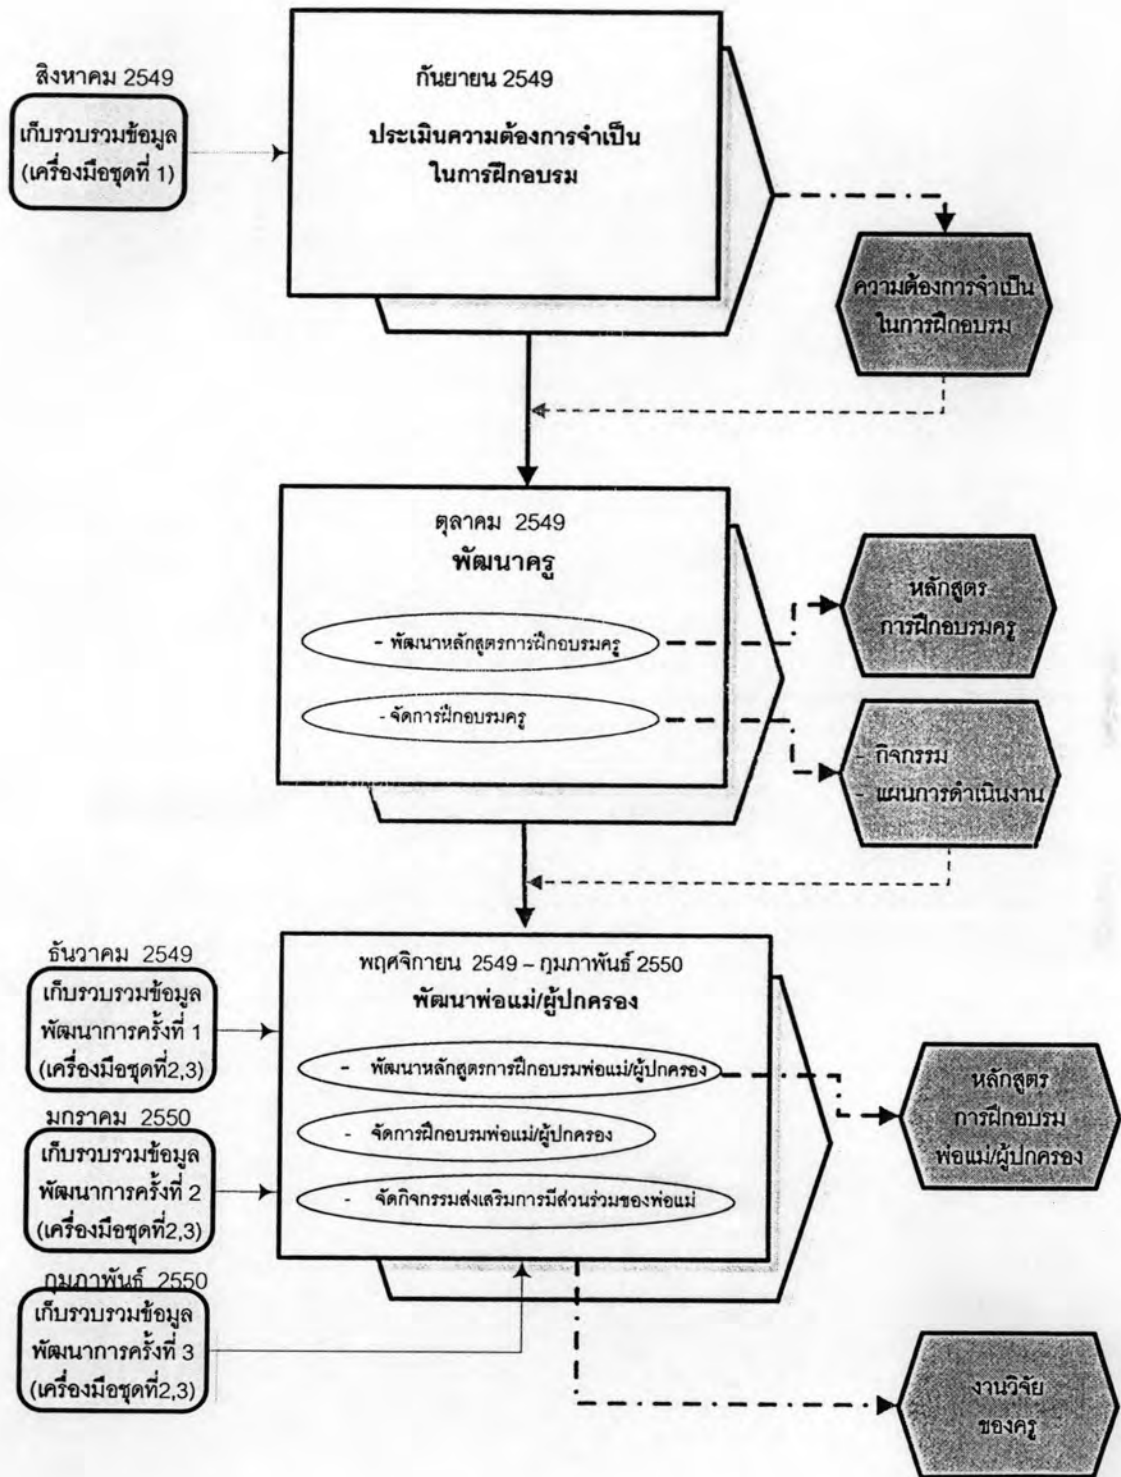 สิงหาคม 2549
เก็บรวบรวมข้อมูล
(เครื่องมือชุดที่ 1)
กันยายน 2549
ประเมินความต้องการจำเป็น
ในการฝึกอบรม
ความต้องการจำเป็น
ในการฝึกอบรม
ตุลาคม 2549
พัฒนาครู
- พัฒนาหลักสูตรการฝึกอบรมครู
- จัดการฝึกอบรมครู
หลักสูตร
การฝึกอบรมครู
- กิจกรรม
- แผนการดำเนินงาน
ธันวาคม 2549
เก็บรวบรวมข้อมูล
พัฒนาการครั้งที่ 1
(เครื่องมือชุดที่2,3)
มกราคม 2550
เก็บรวบรวมข้อมูล
พัฒนาการครั้งที่ 2
(เครื่องมือชุดที่2,3)
กุมภาพันธ์ 2550
เก็บรวบรวมข้อมูล
พัฒนาการครั้งที่ 3
(เครื่องมือชุดที่2,3)
พฤศจิกายน 2549 – กุมภาพันธ์ 2550
พัฒนาพ่อแม่/ผู้ปกครอง
- พัฒนาหลักสูตรการฝึกอบรมพ่อแม่/ผู้ปกครอง
- จัดการฝึกอบรมพ่อแม่/ผู้ปกครอง
- จัดกิจกรรมส่งเสริมการมีส่วนร่วมของพ่อแม่
หลักสูตร
การฝึกอบรม
พ่อแม่/ผู้ปกครอง
งานวิจัย
ของครู